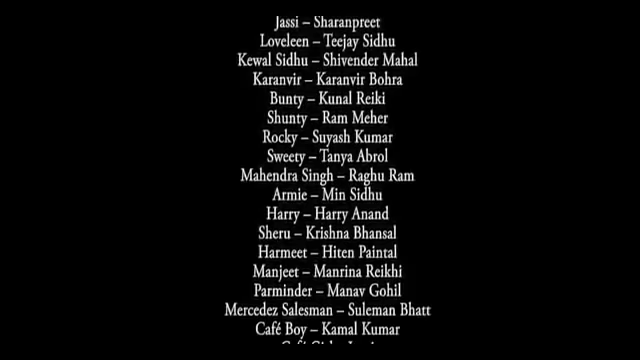 Jassi – Sharanpreet
Loveleen – Teejay Sidhu
Kewal Sidhu – Shivender Mahal
Karanvir – Karanvir Bohra
Bunty – Kunal Reiki
Shunty – Ram Meher
Rocky – Suyash Kumar
Sweety – Tanya Abrol
Mahendra Singh – Raghu Ram
Armie – Min Sidhu
Harry – Harry Anand
Sheru – Krishna Bhansal
Harmeet – Hiten Paintal
Manjeet – Manrina Reikhi
Parminder – Manav Gohil
Mercedez Salesman – Suleman Bhatt
Café Boy – Kamal Kumar